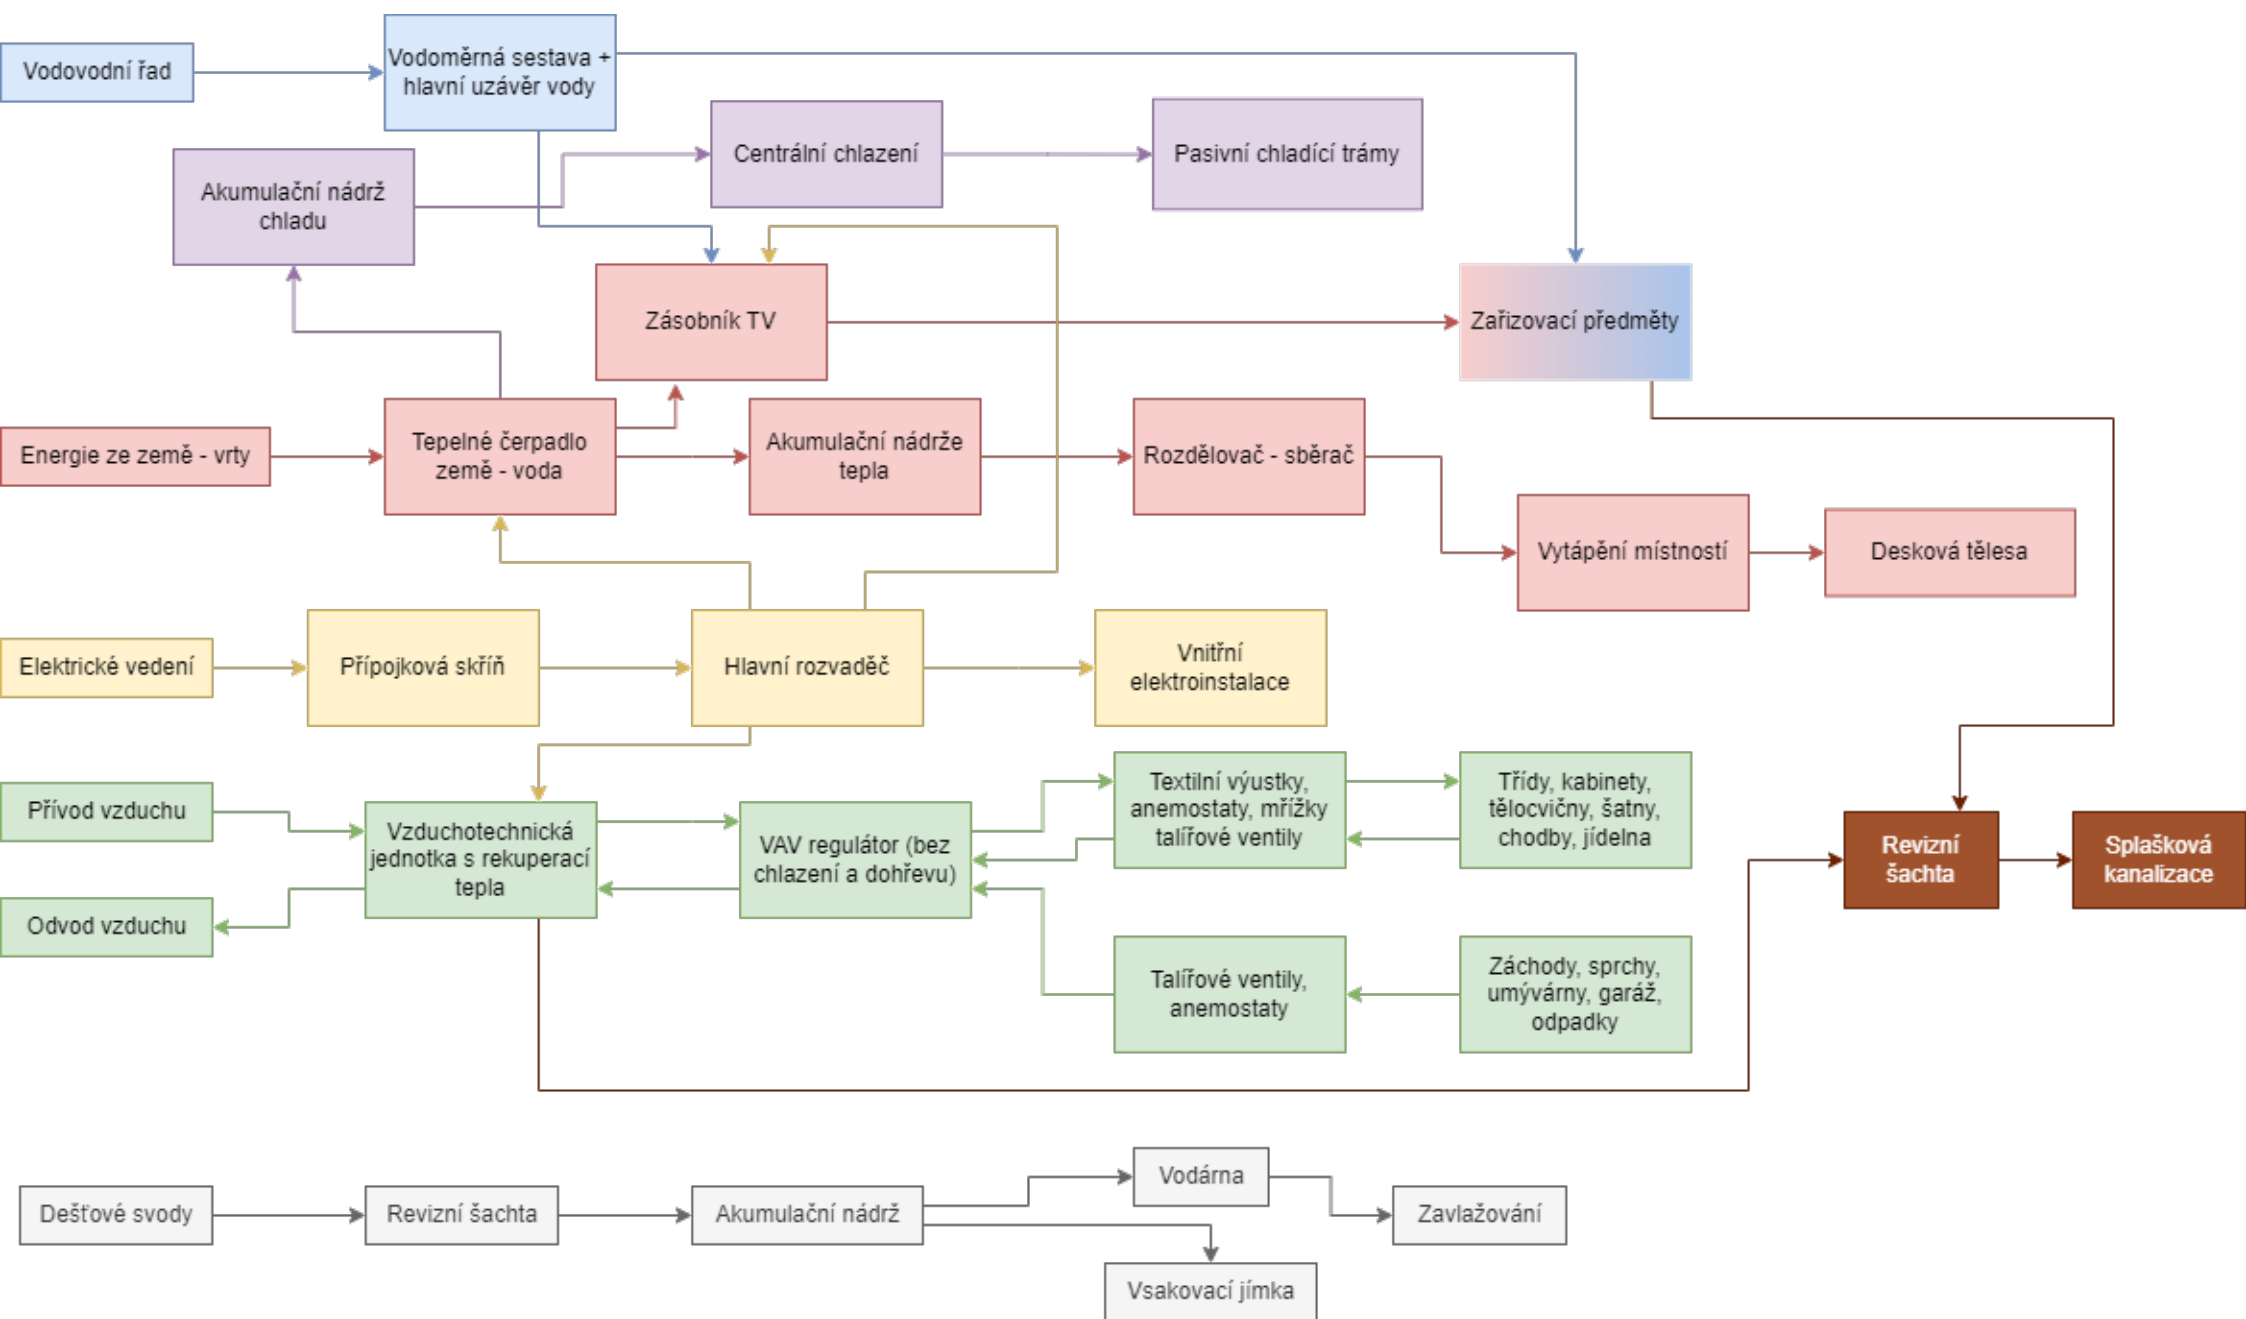 Vodovodní řad
Vodoměrná sestava +
hlavní uzávěr vody
Centrální chlazení
Pasivní chladící trámy
Akumulační nádrž
chladu
Zásobník TV
Zařizovací předměty
Energie ze země - vrty
Tepelné čerpadlo
země - voda
Akumulační nádrže
tepla
Rozdělovač - sběrač
Vytápění místností
Desková tělesa
Elektrické vedení
Přípojková skříň
Hlavní rozvaděč
Vnitřní
elektroinstalace
Přívod vzduchu
Odvod vzduchu
Vzduchotechnická
jednotka s rekuperací
tepla
VAV regulátor (bez
chlazení a dohřevu)
Textilní výustky,
anemostaty, mřížky
talířové ventily
Třídy, kabinety,
tělocvičny, šatny,
chodby, jídelna
Revizní
šachta
Splašková
kanalizace
Talířové ventily,
anemostaty
Záchody, sprchy,
umývárny, garáž,
odpadky
Dešťové svody
Revizní šachta
Akumulační nádrž
Vodárna
Zavlažování
Vsakovací jímka